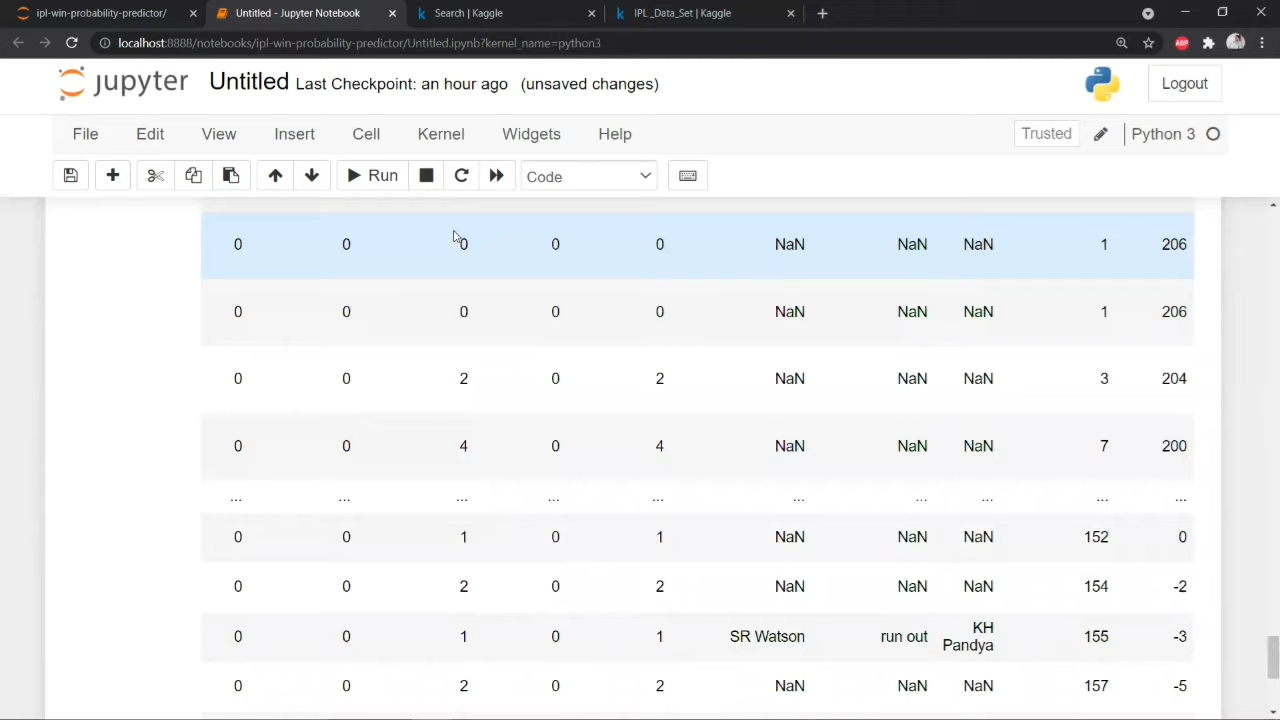 ipl-win-probability-predictor/ Untitled - Jupyter Notebook Search | Kaggle IPL _Data_Set | Kaggle
localhost:8888/notebooks/ipl-win-probability-predictor/Untitled.ipynb?kernel_name=python3 ABP
jupyter Untitled Last Checkpoint: an hour ago (unsaved changes) Logout
File Edit View Insert Cell Kernel Widgets Help Trusted Python 3
Run Code
0 0 0 0 0 NaN NaN NaN 1 206
0 0 0 0 0 NaN NaN NaN 1 206
0 0 2 0 2 NaN NaN NaN 3 204
0 0 4 0 4 NaN NaN NaN 7 200
... ... ... ... ... ... ... ... ... ...
0 0 1 0 1 NaN NaN NaN 152 0
0 0 2 0 2 NaN NaN NaN 154 -2
0 0 1 0 1 SR Watson run out KH Pandya 155 -3
0 0 2 0 2 NaN NaN NaN 157 -5